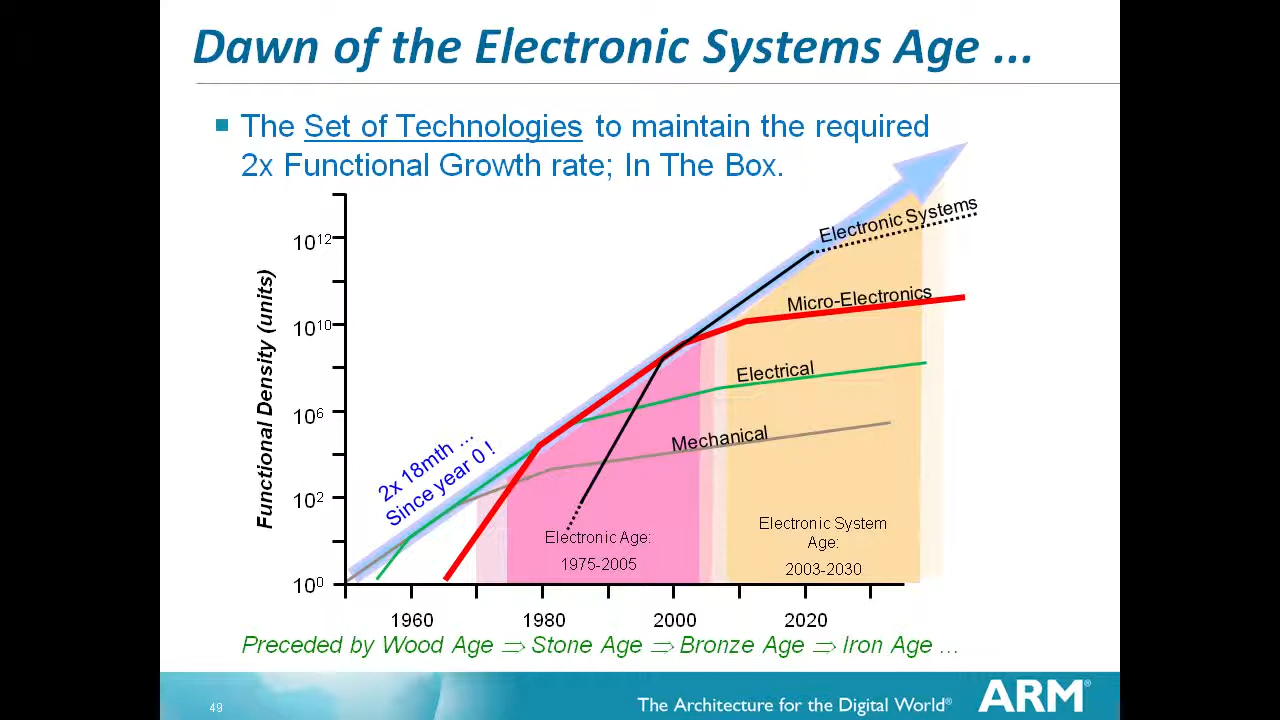 Dawn of the Electronic Systems Age ...
The Set of Technologies to maintain the required
2x Functional Growth rate; In The Box.
Functional Density (units)
10¹²
10¹⁰
10⁶
10²
10⁰
2x 18mth ...
Since year 0 !
Electronic Systems
Micro-Electronics
Electrical
Mechanical
Electronic Age:
1975-2005
Electronic System
Age:
2003-2030
1960 1980 2000 2020
Preceded by Wood Age ⊃ Stone Age ⊃ Bronze Age ⊃ Iron Age ...
49
The Architecture for the Digital World® ARM®